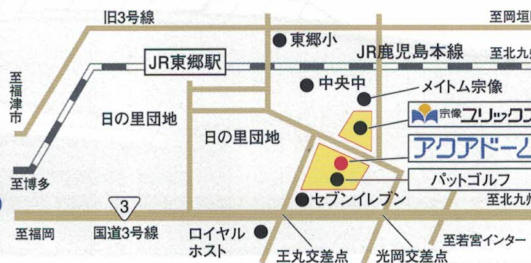 旧3号線
至岡垣
東郷小
JR東郷駅
JR鹿児島本線
至北九
至福津市
中央中
メイトム宗像
日の里団地
宗像ユリックス
日の里団地
アクアドーム
至博多
パットゴルフ
セブンイレブン
至北九
3
至福岡
国道3号線
ロイヤル
ホスト
王丸交差点
光岡交差点
至若宮インター